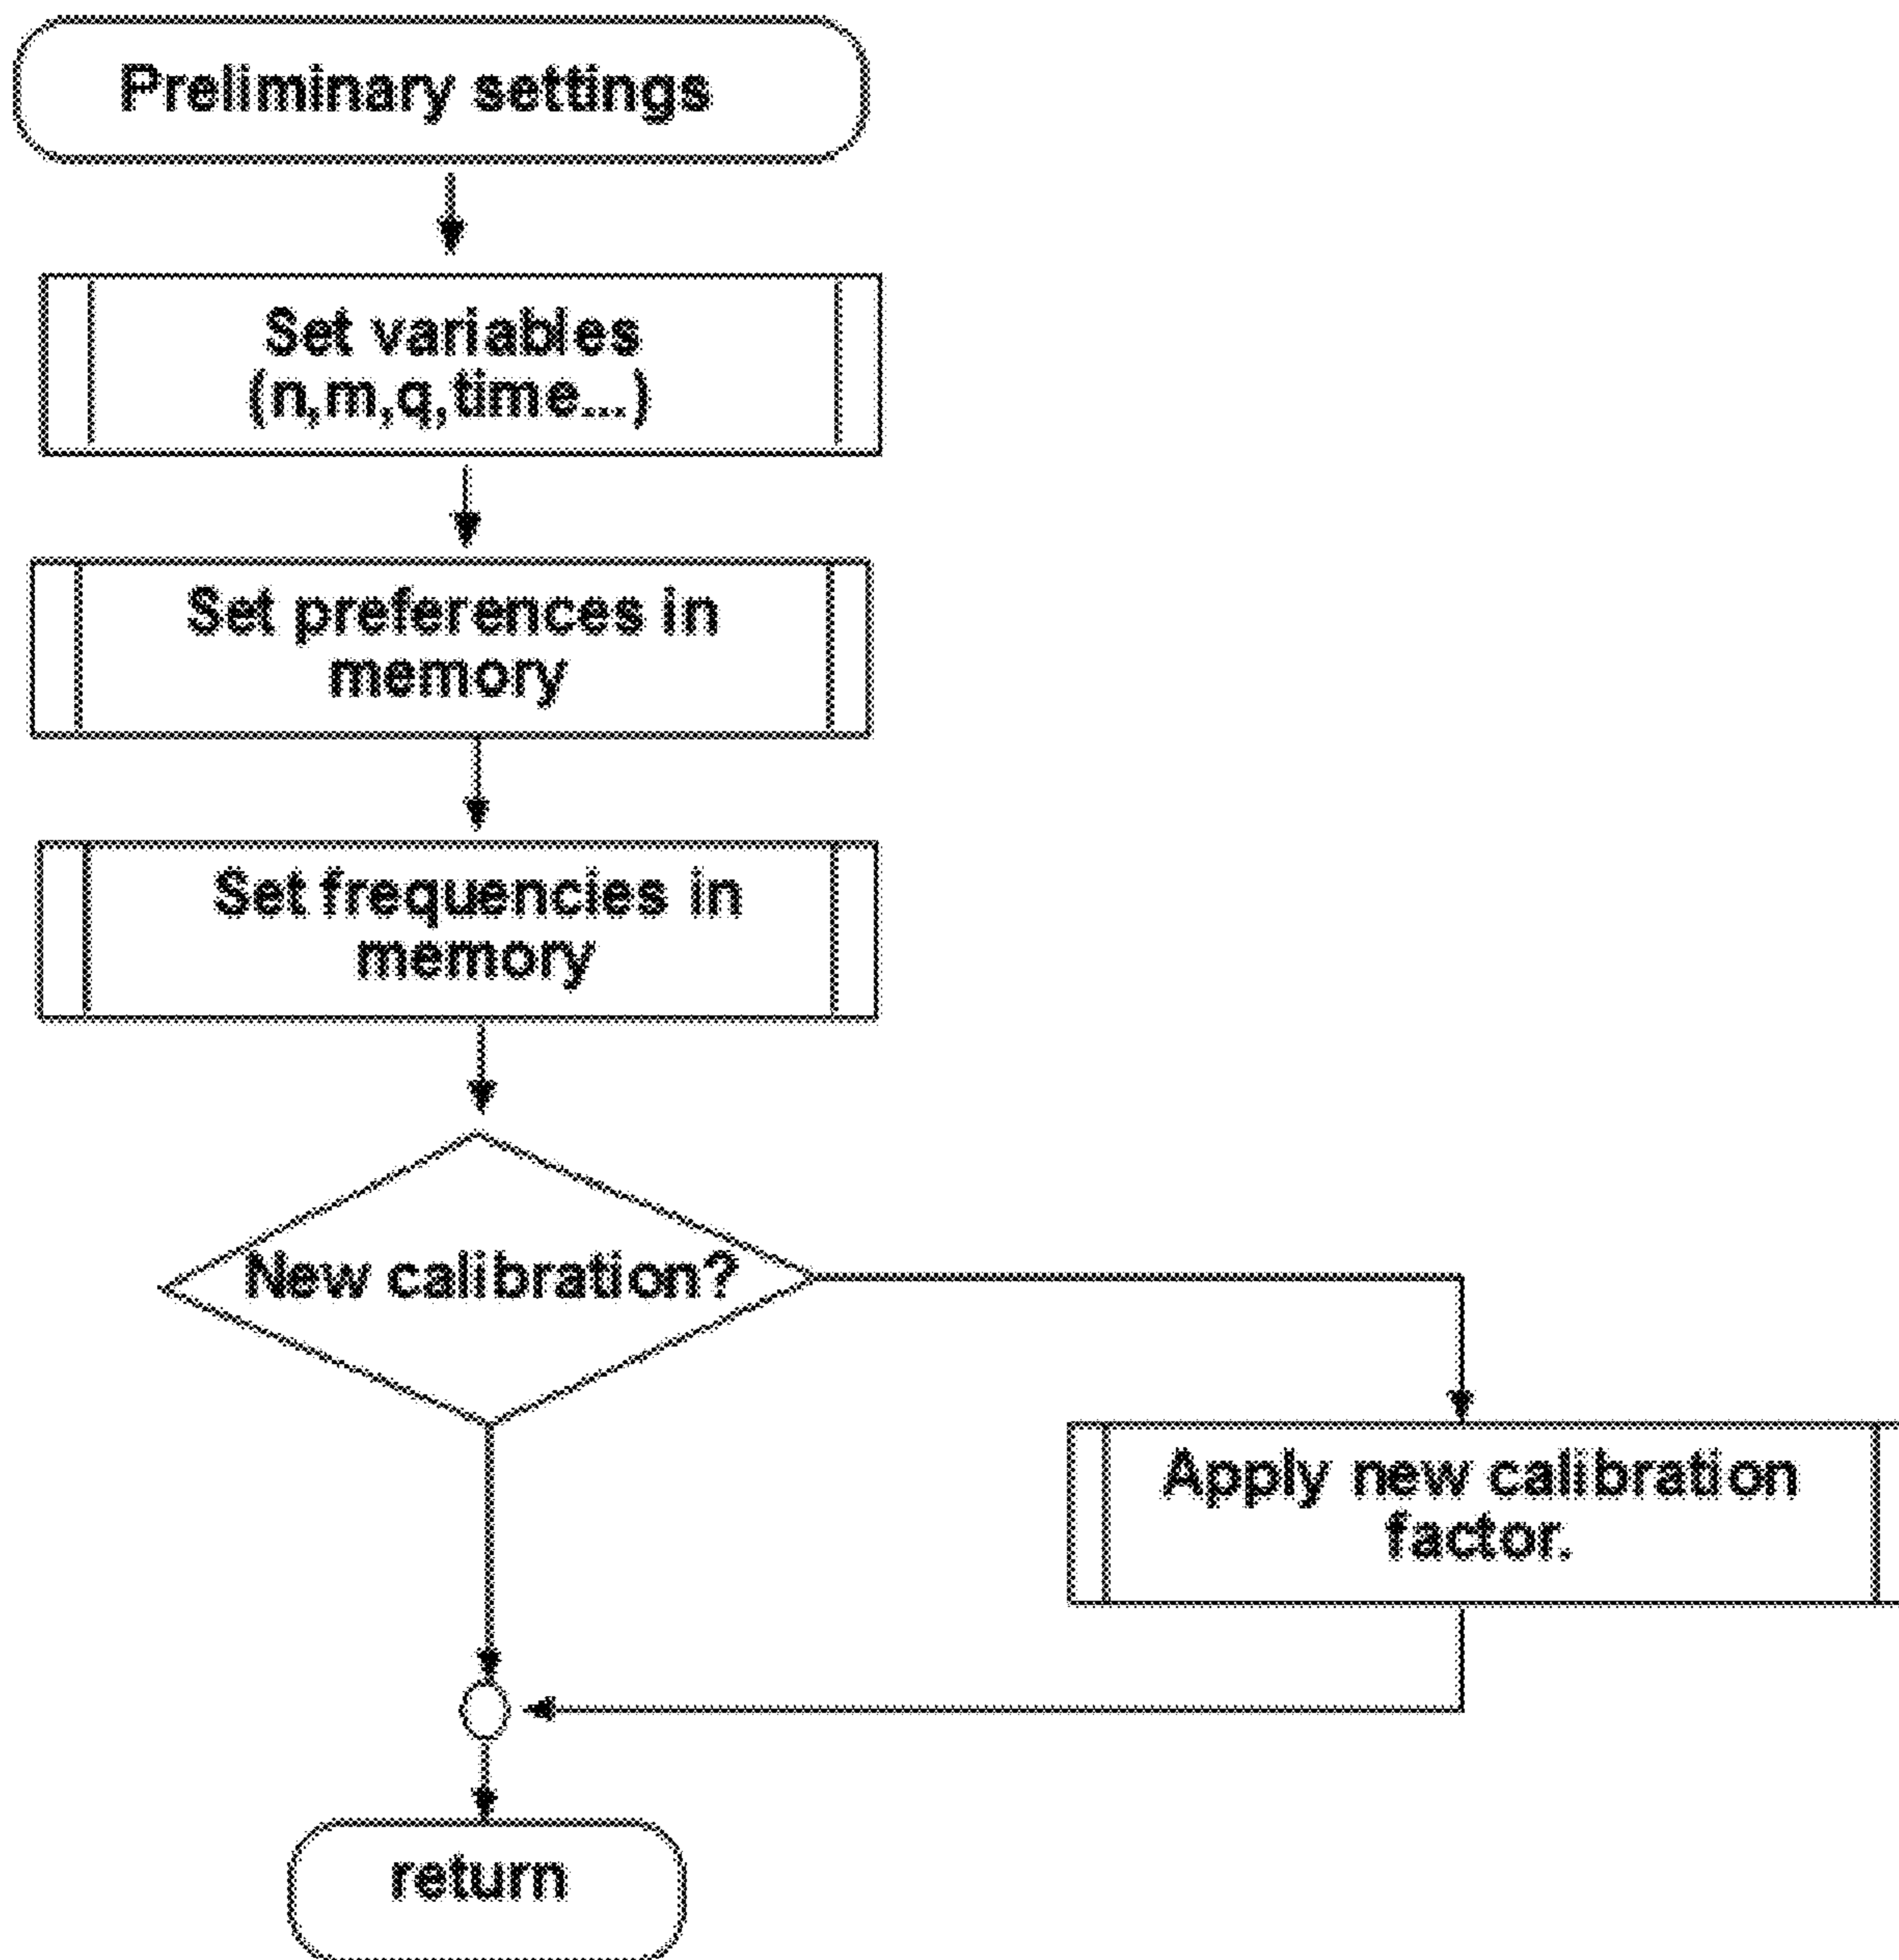 Preliminary settings
Set variables
(n,m,q,time...)
Set preferences in
memory
Set frequencies in
memory
New calibration?
Apply new calibration
factor.
return